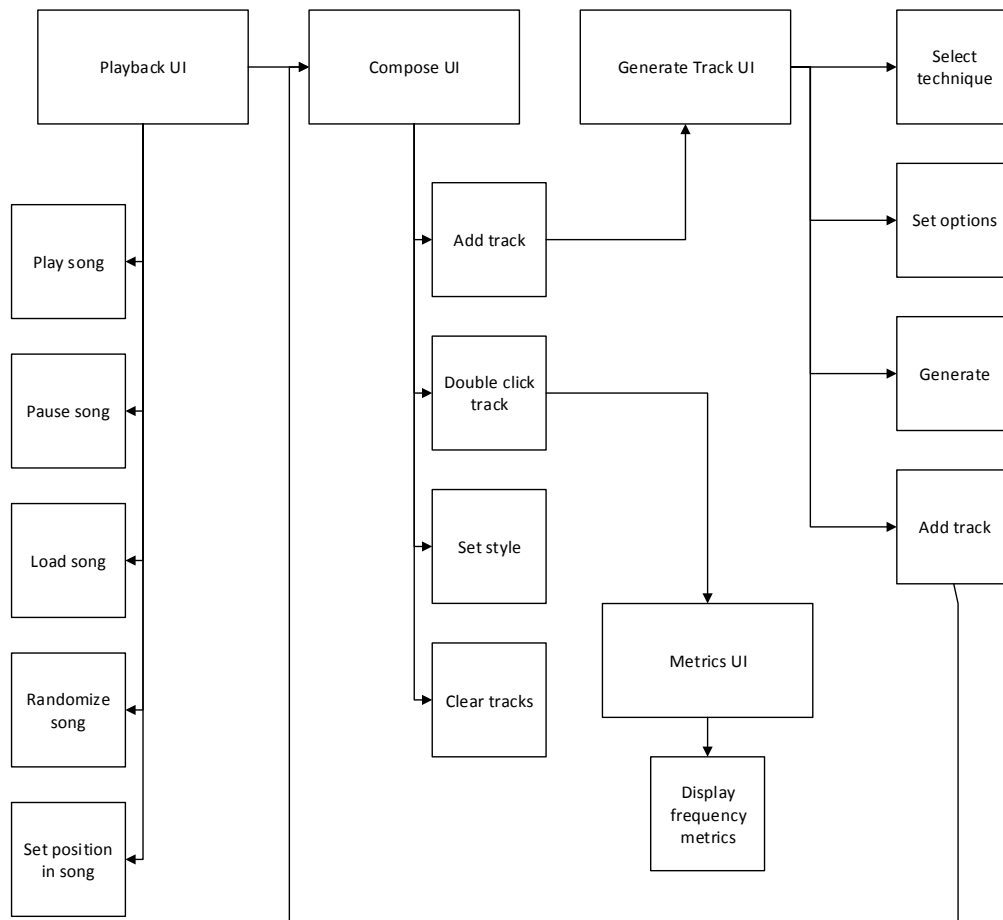 Playback UI
Compose UI
Generate Track UI
Select
technique
Play song
Add track
Set options
Pause song
Double click
track
Generate
Load song
Set style
Add track
Randomize
song
Clear tracks
Metrics UI
Set position
in song
Display
frequency
metrics